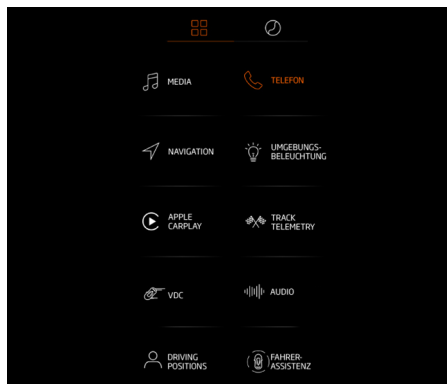 MEDIA
TELEFON
NAVIGATION
UMGEBUNGS-
BELEUCHTUNG
APPLE
CARPLAY
TRACK
TELEMETRY
VDC
AUDIO
DRIVING
POSITIONS
FAHRER-
ASSISTENZ